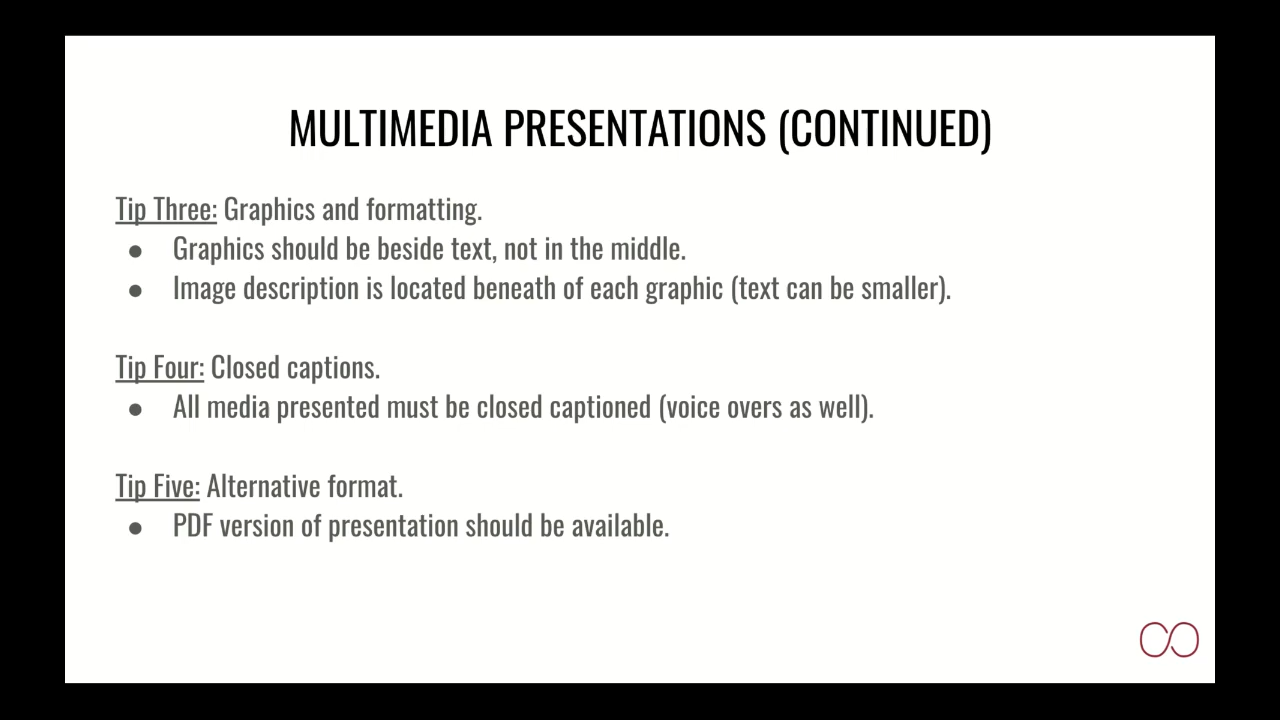 MULTIMEDIA PRESENTATIONS (CONTINUED)
Tip Three: Graphics and formatting.
● Graphics should be beside text, not in the middle.
● Image description is located beneath of each graphic (text can be smaller).
Tip Four: Closed captions.
● All media presented must be closed captioned (voice overs as well).
Tip Five: Alternative format.
● PDF version of presentation should be available.